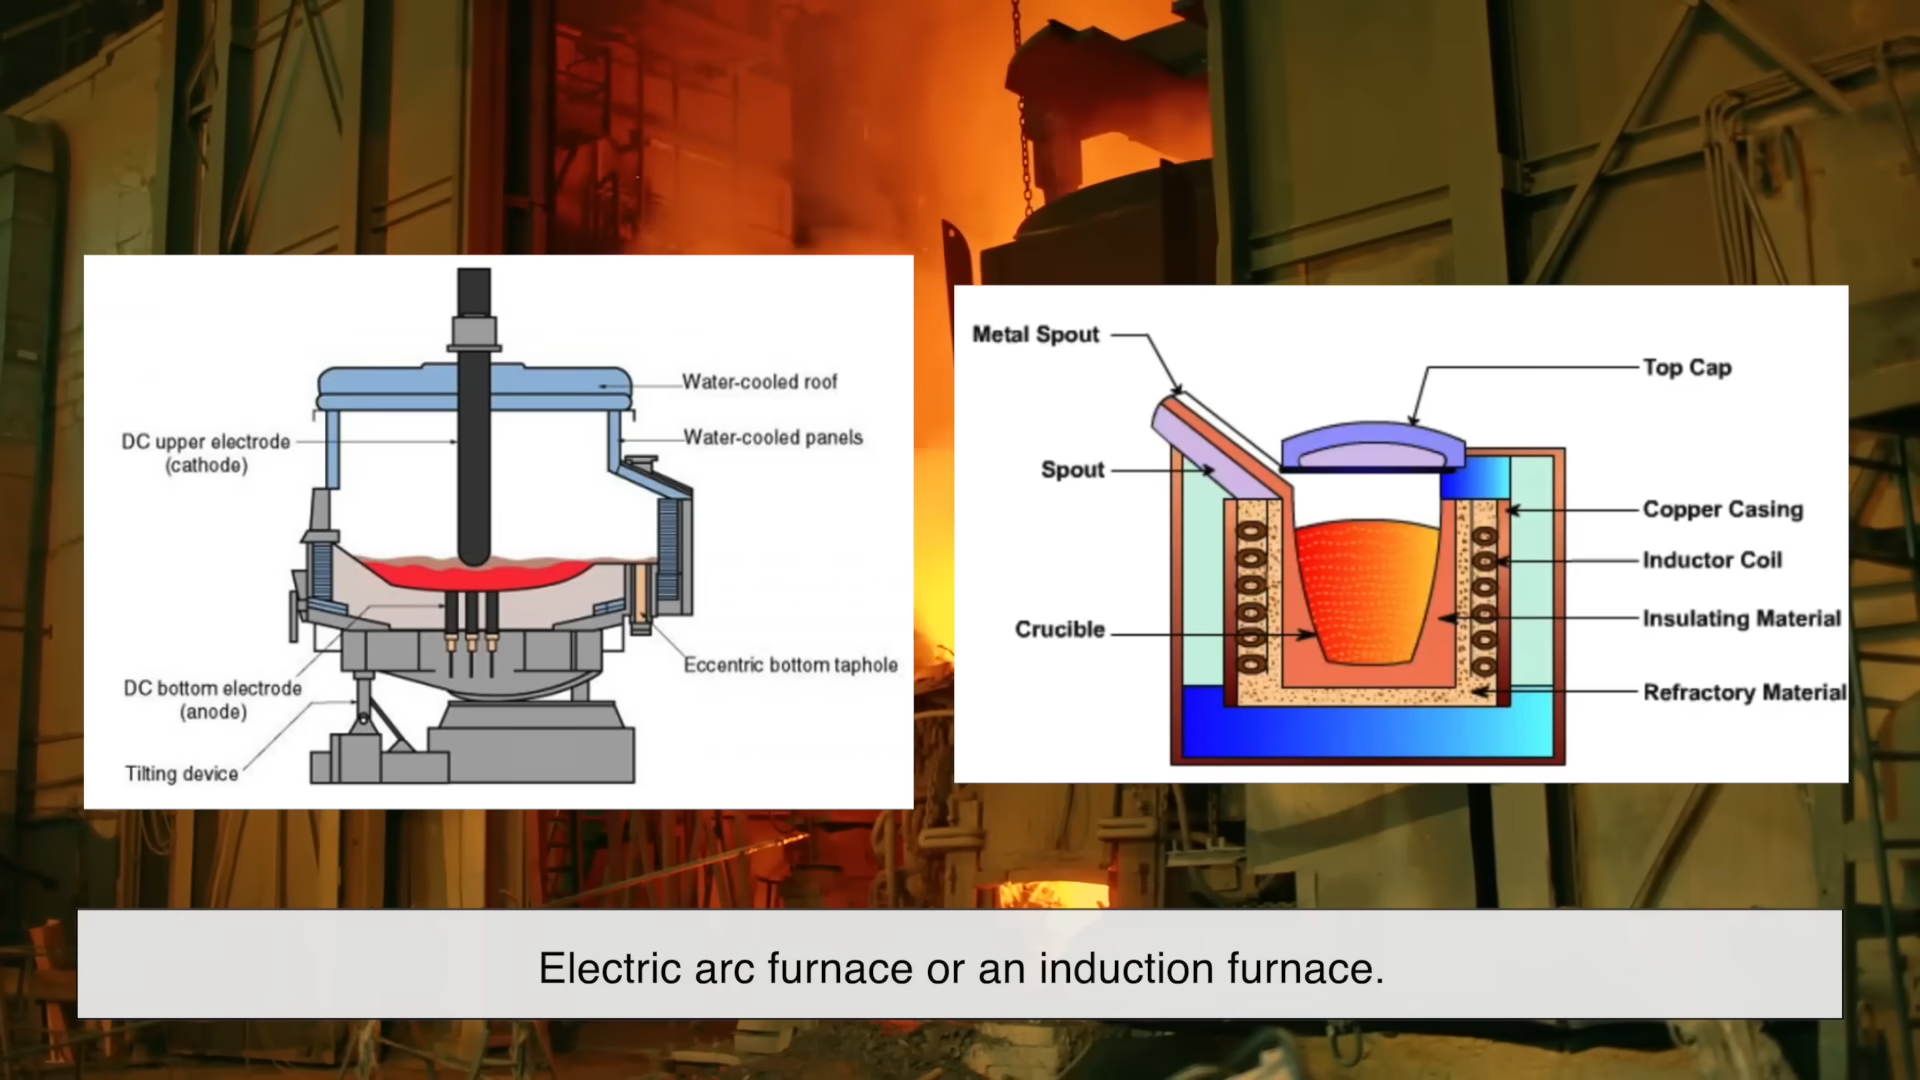 Water-cooled roof
Water-cooled panels
DC upper electrode
(cathode)
Eccentric bottom taphole
DC bottom electrode
(anode)
Tilting device
Metal Spout
Top Cap
Spout
Copper Casing
Inductor Coil
Insulating Material
Crucible
Refractory Material
Electric arc furnace or an induction furnace.